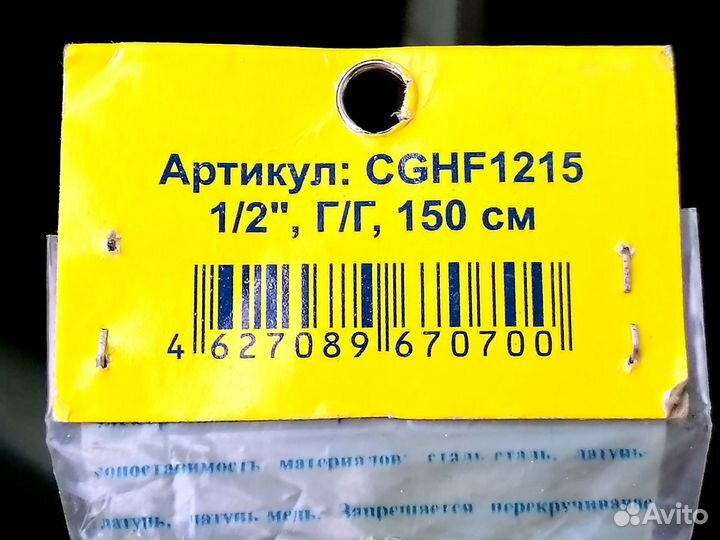 Артикул: CGHF1215
1/2", Г/Г, 150 см
4 627089 670700
сопоставимость материалов: сталь-сталь, латунь-
латунь, латунь-медь. Запрещается перекручивание
Avito